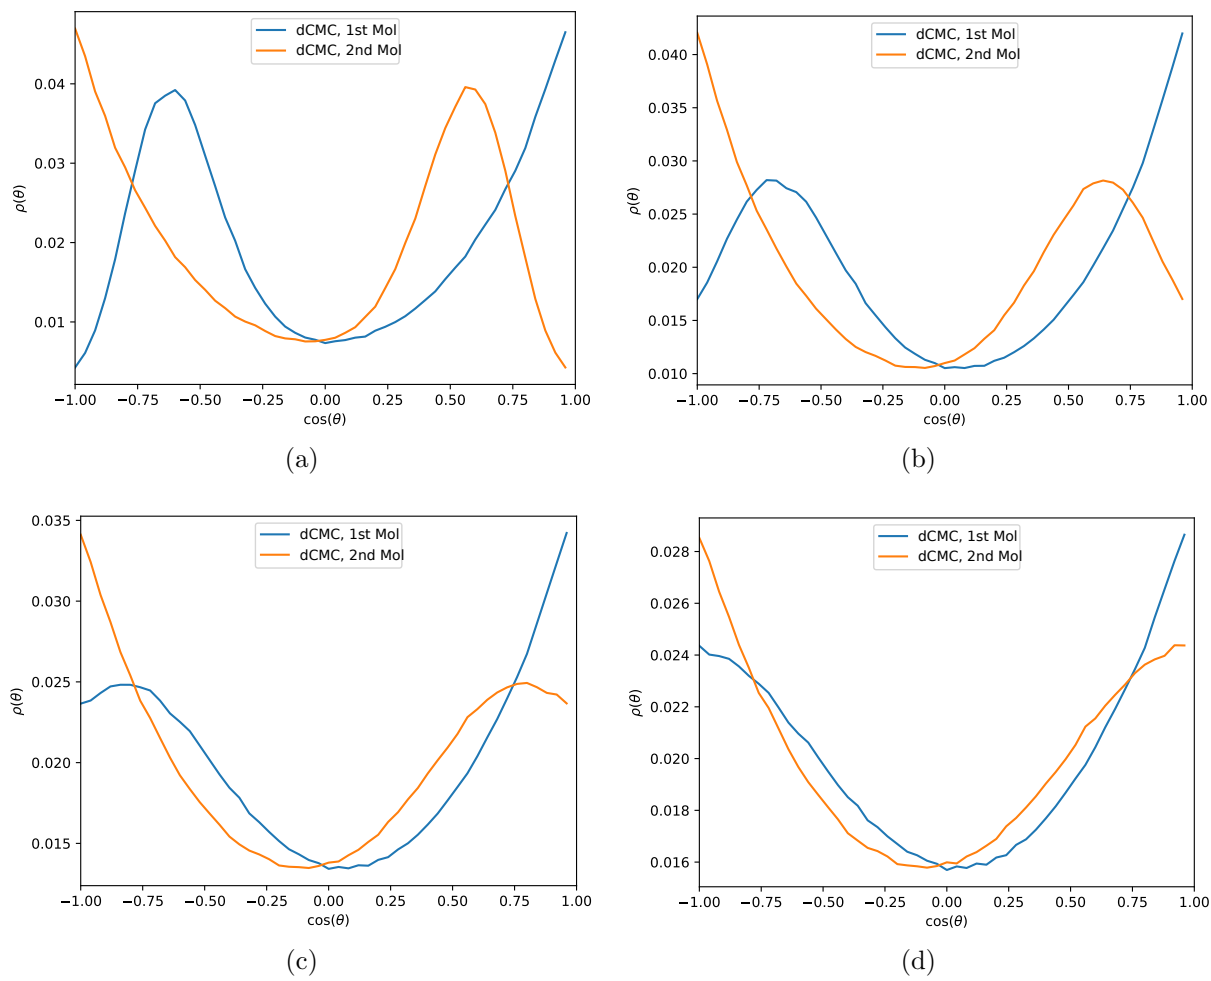 dCMC, 1st Mol
dCMC, 2nd Mol
ρ(θ)
0.04
0.03
0.02
0.01
−1.00 −0.75 −0.50 −0.25 0.00 0.25 0.50 0.75 1.00
cos(θ)
(a)
dCMC, 1st Mol
dCMC, 2nd Mol
ρ(θ)
0.040
0.035
0.030
0.025
0.020
0.015
0.010
−1.00 −0.75 −0.50 −0.25 0.00 0.25 0.50 0.75 1.00
cos(θ)
(b)
dCMC, 1st Mol
dCMC, 2nd Mol
ρ(θ)
0.035
0.030
0.025
0.020
0.015
−1.00 −0.75 −0.50 −0.25 0.00 0.25 0.50 0.75 1.00
cos(θ)
(c)
dCMC, 1st Mol
dCMC, 2nd Mol
ρ(θ)
0.028
0.026
0.024
0.022
0.020
0.018
0.016
−1.00 −0.75 −0.50 −0.25 0.00 0.25 0.50 0.75 1.00
cos(θ)
(d)